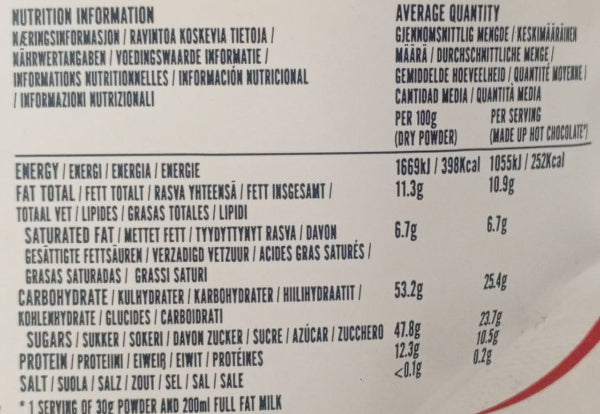 NUTRITION INFORMATION
NÆRINGSINFORMASJON / RAVINTOA KOSKEVIA TIETOJA /
NÄHRWERTANGABEN / VOEDINGSWAARDE INFORMATIE /
INFORMATIONS NUTRITIONNELLES / INFORMACIÓN NUTRICIONAL
/ INFORMAZIONI NUTRIZIONALI
AVERAGE QUANTITY
GJENNOMSNITTLIG MENGDE / KESKIMÄÄRÄINEN
MÄÄRÄ / DURCHSCHNITTLICHE MENGE /
GEMIDDELDE HOEVEELHEID / QUANTITÉ MOYENNE /
CANTIDAD MEDIA / QUANTITÀ MEDIA
PER 100g PER SERVING
(DRY POWDER) (MADE UP HOT CHOCOLATE*)
ENERGY / ENERGI / ENERGIA / ENERGIE 1669kJ / 398Kcal 1055kJ / 252Kcal
FAT TOTAL / FETT TOTALT / RASVA YHTEENSÄ / FETT INSGESAMT / 11.3g 10.9g
TOTAAL VET / LIPIDES / GRASAS TOTALES / LIPIDI
SATURATED FAT / METTET FETT / TYYDYTTYNYT RASVA / DAVON 6.7g 6.7g
GESÄTTIGTE FETTSÄUREN / VERZADIGD VETZUUR / ACIDES GRAS SATURÉS /
GRASAS SATURADAS / GRASSI SATURI
CARBOHYDRATE / KULHYDRATER / KARBOHYDRATER / HIILIHYDRAATIT / 53.2g 25.4g
KOHLENHYDRATE / GLUCIDES / CARBOIDRATI
SUGARS / SUKKER / SOKERI / DAVON ZUCKER / SUCRE / AZÚCAR / ZUCCHERO 47.8g 23.7g
PROTEIN / PROTEIINI / EIWEIß / EIWIT / PROTÉINES 12.3g 10.5g
SALT / SUOLA / SALZ / ZOUT / SEL / SAL / SALE <0.1g 0.2g
* 1 SERVING OF 30g POWDER AND 200ml FULL FAT MILK